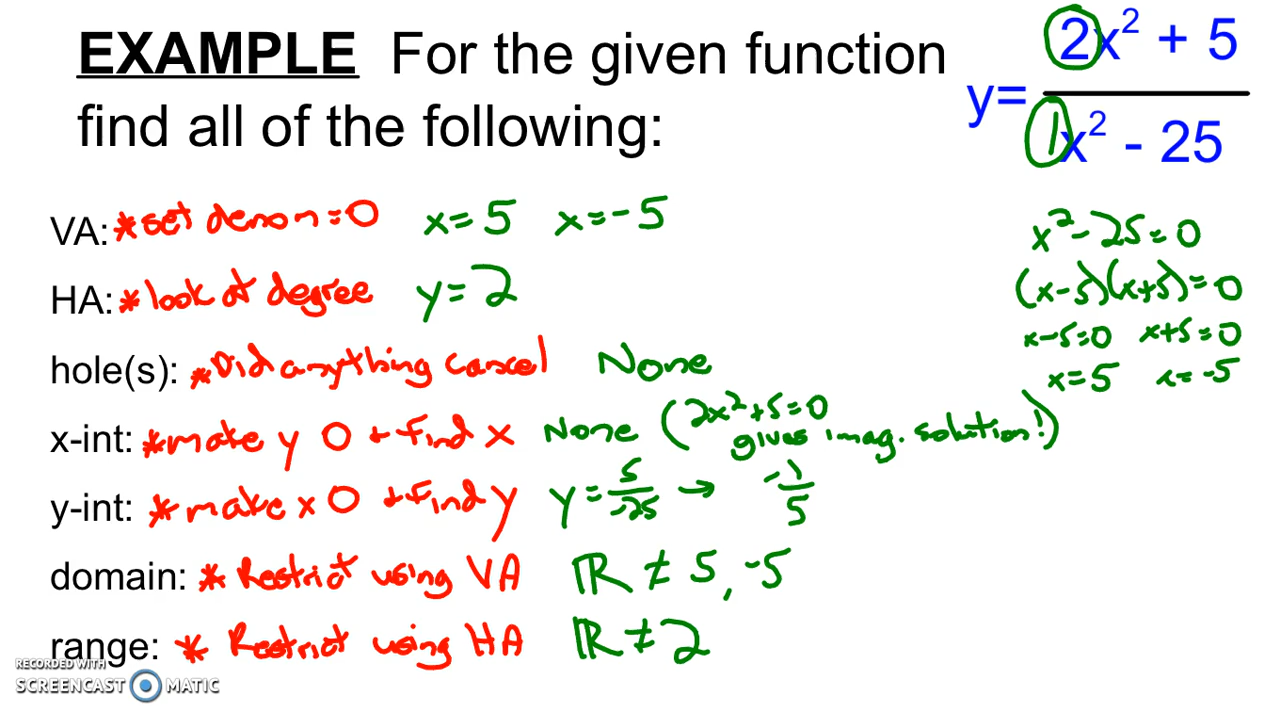 EXAMPLE For the given function
find all of the following:
y= 2x² + 5
1x² - 25
VA: *set denom=0 x=5 x=-5
HA: *look at degree y=2
hole(s): *Did anything cancel None
x-int: *make y 0 + find x None (2x²+5=0
gives imag. solution!)
y-int: *make x 0 + find y y=5/-25 → -1/5
domain: * Restrict using VA ℝ ≠ 5, -5
range: * Restrict using HA ℝ ≠ 2
x²-25=0
(x-5)(x+5)=0
x-5=0 x+5=0
x=5 x=-5
RECORDED WITH
SCREENCAST MATIC